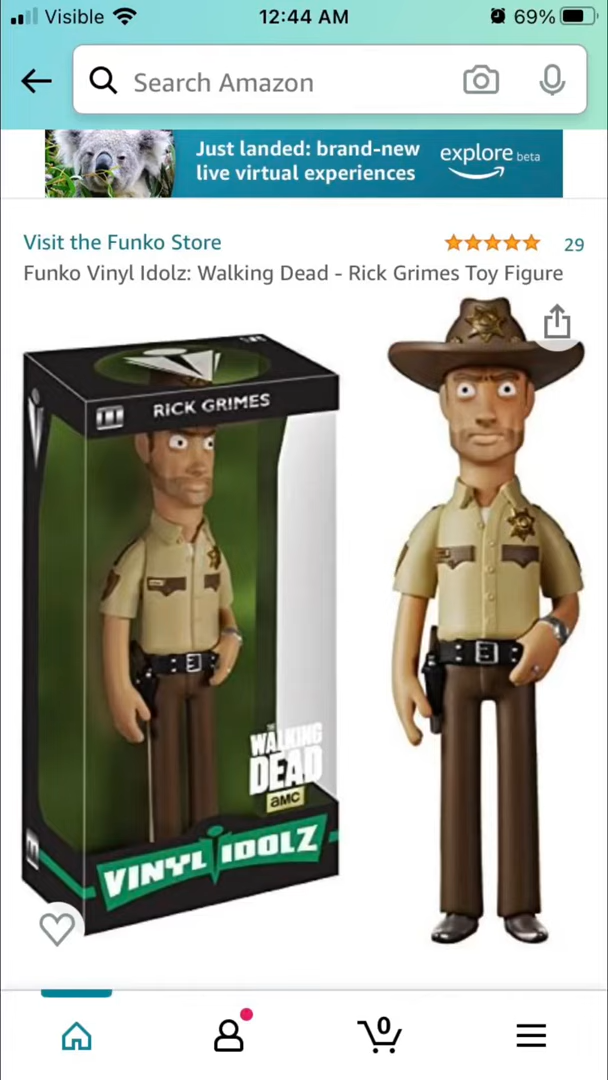 Visible
12:44 AM
69%
Search Amazon
Just landed: brand-new
live virtual experiences
explore beta
Visit the Funko Store
29
Funko Vinyl Idolz: Walking Dead - Rick Grimes Toy Figure
RICK GRIMES
THE
WALKING
DEAD
aMC
VINYL IDOLZ
0